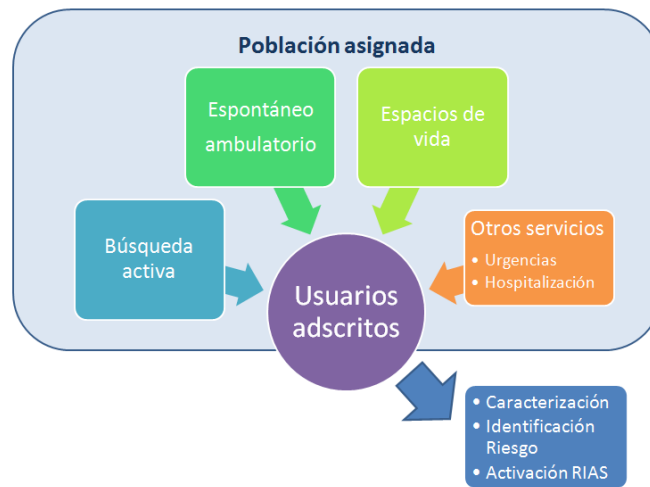 Población asignada
Espontáneo
ambulatorio
Espacios de
vida
Búsqueda
activa
Otros servicios
• Urgencias
• Hospitalización
Usuarios
adscritos
• Caracterización
• Identificación
Riesgo
• Activación RIAS